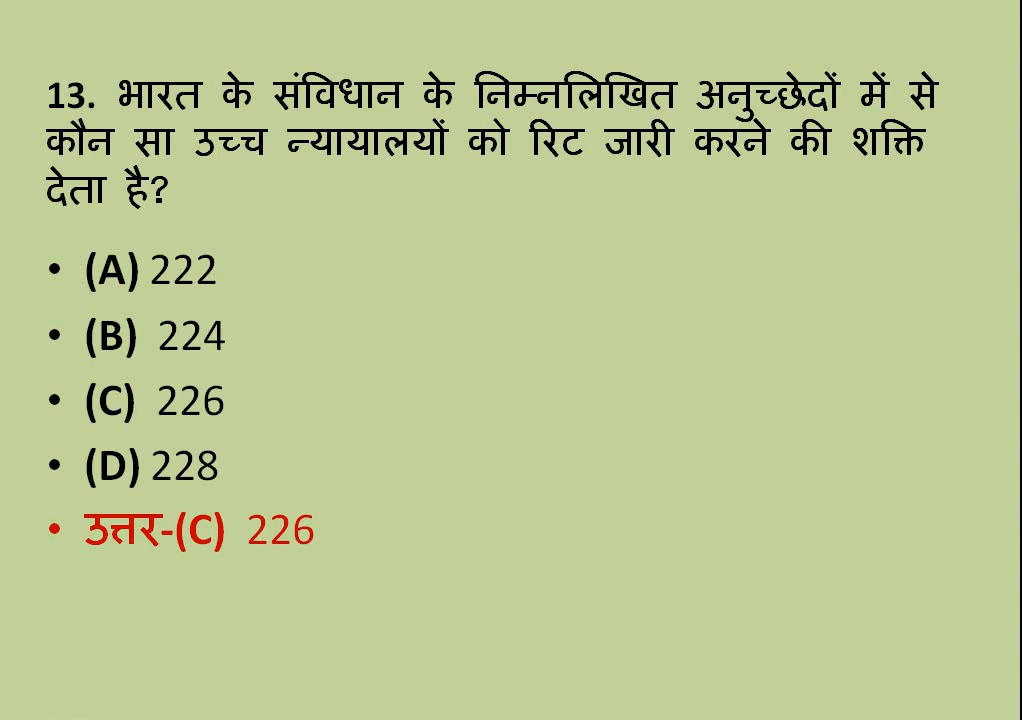 13. भारत के संविधान के निम्नलिखित अनुच्छेदों में से
कौन सा उच्च न्यायालयों को रिट जारी करने की शक्ति
देता है?
• (A) 222
• (B) 224
• (C) 226
• (D) 228
• उत्तर-(C) 226